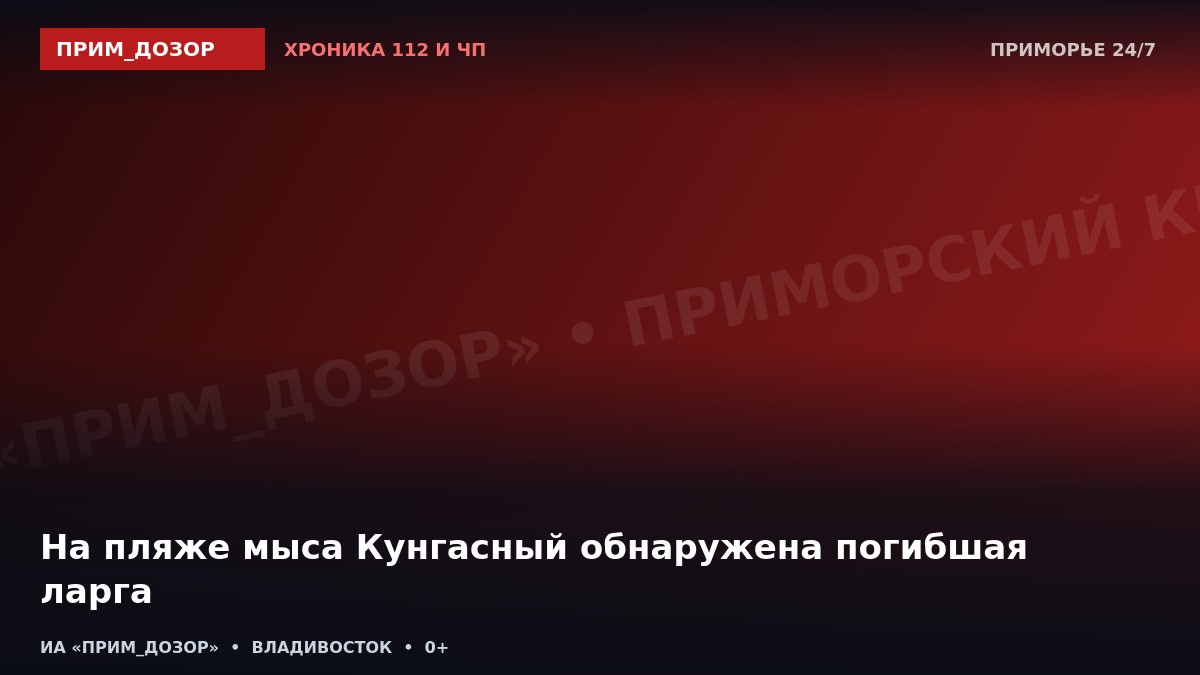 ПРИМ_ДОЗОР
ХРОНИКА 112 И ЧП
ПРИМОРЬЕ 24/7
«ПРИМ_ДОЗОР» • ПРИМОРСКИЙ
На пляже мыса Кунгасный обнаружена погибшая
ларга
ИА «ПРИМ_ДОЗОР» • ВЛАДИВОСТОК • 0+